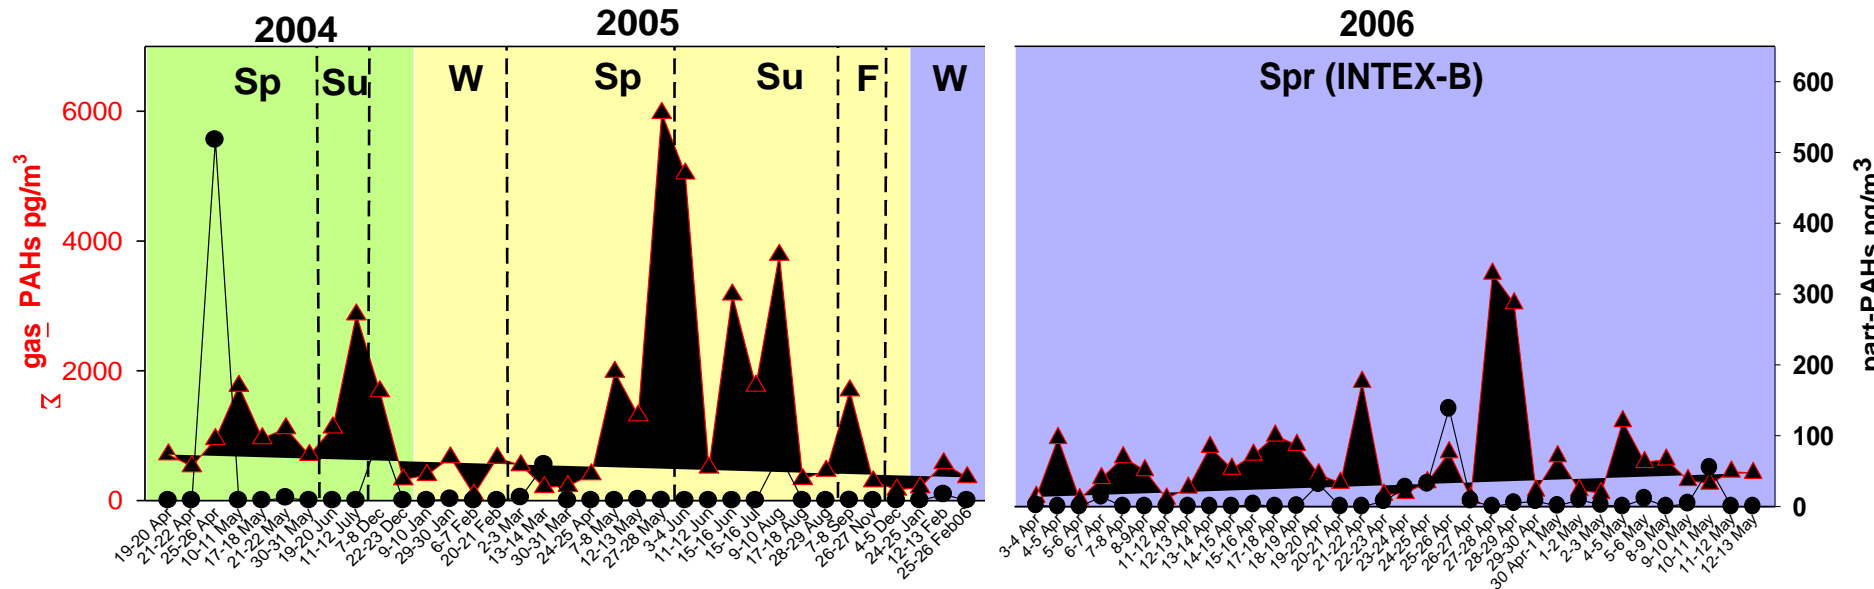 2004
2005
2006
Sp
Su
W
Sp
Su
F
W
Spr (INTEX-B)
6000
4000
2000
0
Σ gas_ PAHs pg/m³
600
500
400
300
200
100
0
part-PAHs pg/m³
19-20 Apr
21-22 Apr
25-26 Apr
10-11 May
17-18 May
21-22 May
30-31 May
19-20 Jun
11-12 July
7-8 Dec
22-23 Dec
9-10 Jan
29-30 Jan
6-7 Feb
20-21 Feb
2-3 Mar
13-14 Mar
30-31 Mar
24-25 Apr
7-8 May
12-13 May
27-28 May
3-4 Jun
11-12 Jun
15-16 Jun
15-16 Jul
9-10 Aug
17-18 Aug
28-29 Aug
7-8 Sep
26-27 Nov
4-5 Dec
24-25 Jan
12-13 Feb
25-26 Feb06
3-4 Apr
4-5 Apr
5-6 Apr
6-7 Apr
7-8 Apr
8-9Apr
11-12 Apr
12-13 Apr
13-14 Apr
14-15 Apr
15-16 Apr
17-18 Apr
18-19 Apr
19-20 Apr
20-21 Apr
21-22 Apr
22-23 Apr
23-24 Apr
24-25 Apr
25-26 Apr
26-27 Apr
27-28 Apr
28-29 Apr
29-30 Apr
30 Apr-1 May
1-2 May
2-3 May
4-5 May
5-6 May
8-9 May
9-10 May
10-11 May
11-12 May
12-13 May